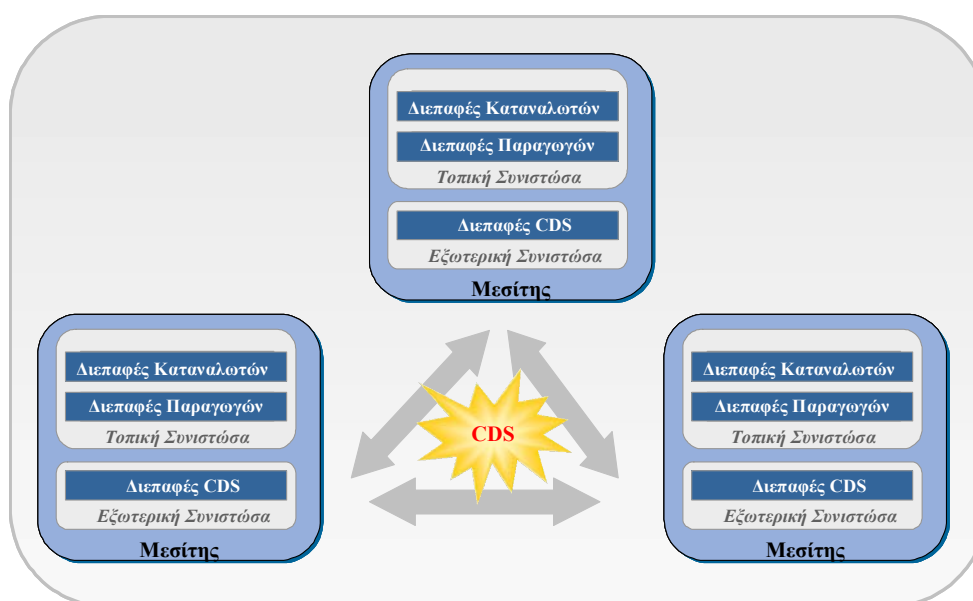 Διεπαφές Καταναλωτών
Διεπαφές Παραγωγών
Τοπική Συνιστώσα
Διεπαφές CDS
Εξωτερική Συνιστώσα
Μεσίτης
Διεπαφές Καταναλωτών
Διεπαφές Παραγωγών
Τοπική Συνιστώσα
Διεπαφές CDS
Εξωτερική Συνιστώσα
Μεσίτης
CDS
Διεπαφές Καταναλωτών
Διεπαφές Παραγωγών
Τοπική Συνιστώσα
Διεπαφές CDS
Εξωτερική Συνιστώσα
Μεσίτης